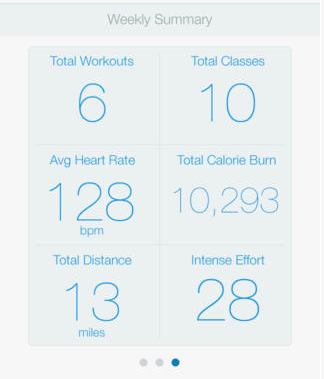 Weekly Summary
Total Workouts
6
Total Classes
10
Avg Heart Rate
128
bpm
Total Calorie Burn
10,293
Total Distance
13
miles
Intense Effort
28